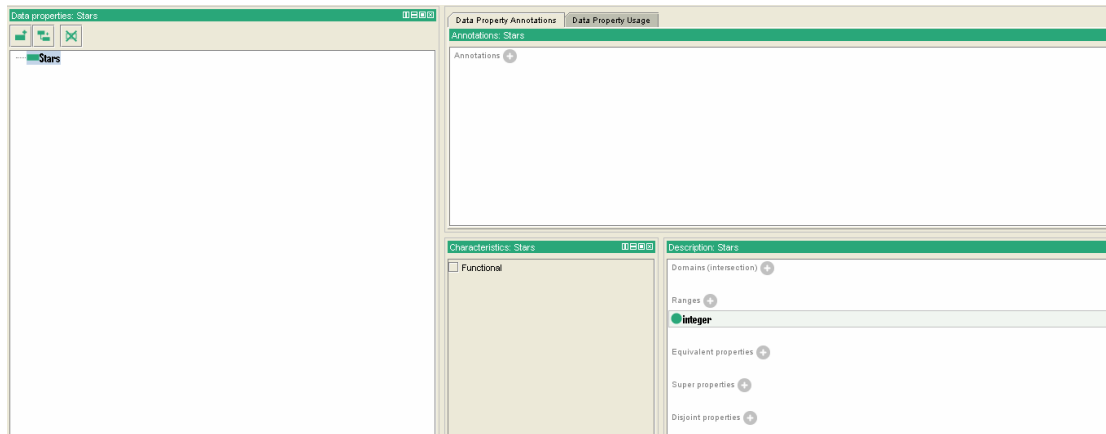 Data properties: Stars
Stars
Data Property Annotations
Data Property Usage
Annotations: Stars
Annotations
Characteristics: Stars
Functional
Description: Stars
Domains (intersection)
Ranges
integer
Equivalent properties
Super properties
Disjoint properties